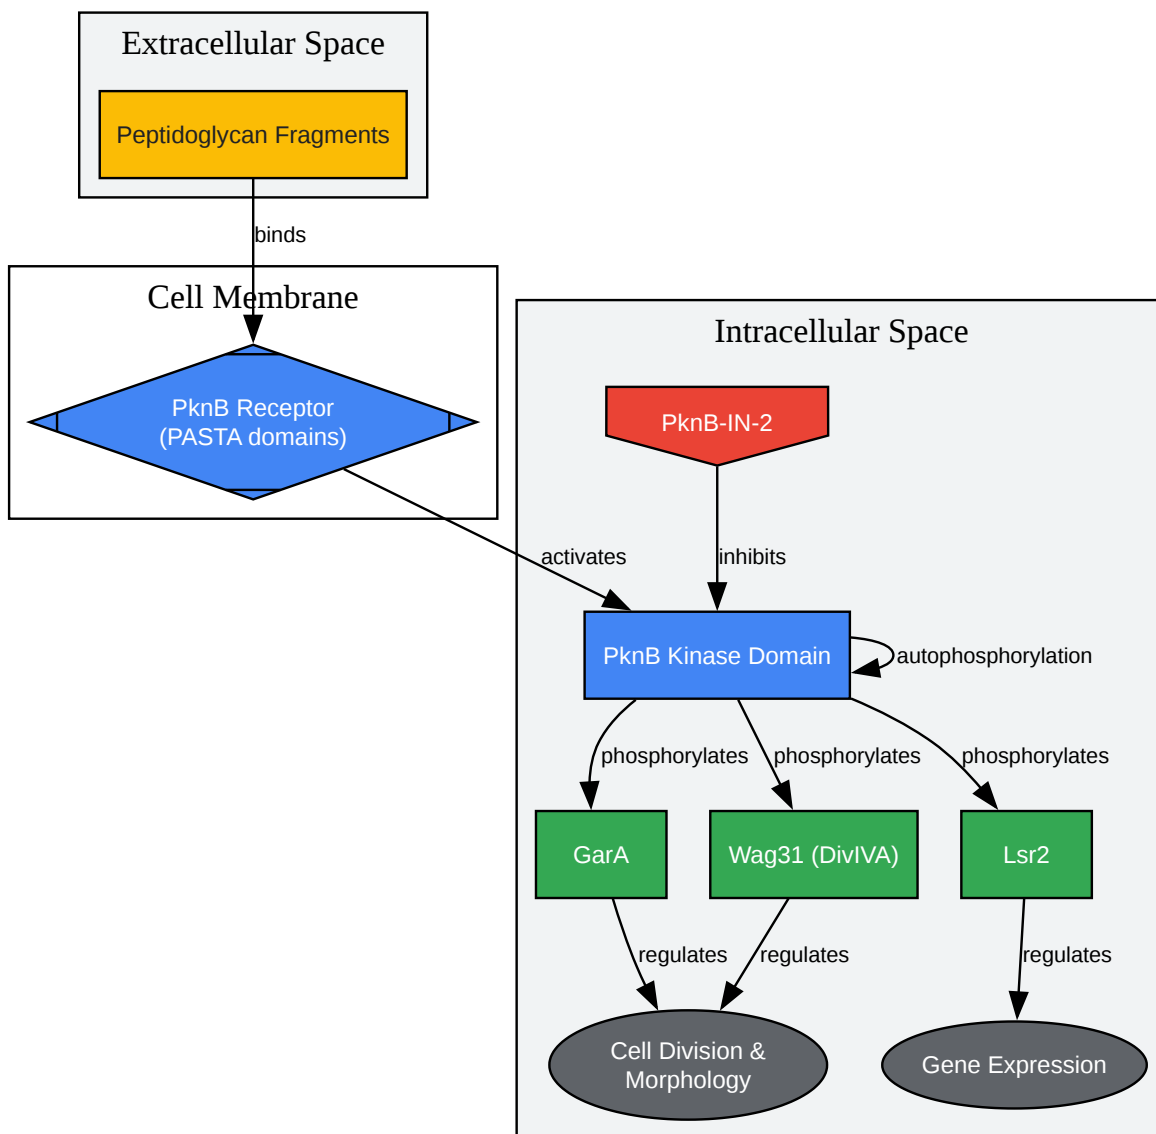 Extracellular Space
Peptidoglycan Fragments
binds
Cell Membrane
PknB Receptor
(PASTA domains)
Intracellular Space
PknB-IN-2
activates
inhibits
PknB Kinase Domain
autophosphorylation
phosphorylates
phosphorylates
phosphorylates
GarA
Wag31 (DivIVA)
Lsr2
regulates
regulates
regulates
Cell Division &
Morphology
Gene Expression